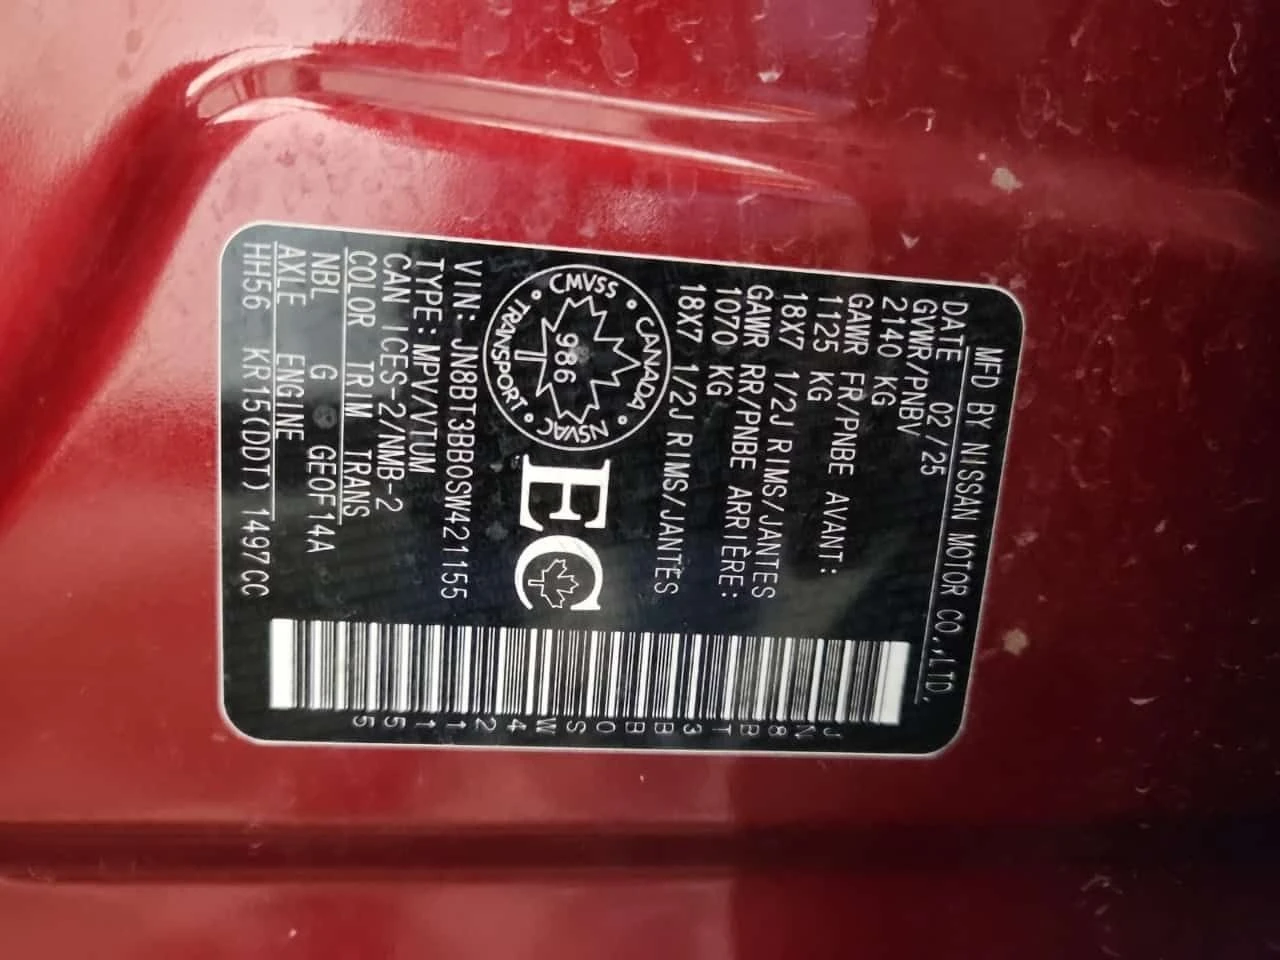 MFD BY NISSAN MOTOR CO.,LTD.
DATE 02/25
GVWR/PNBV
2140 KG
GAWR FR/PNBE AVANT:
1125 KG
18X7 1/2J RIMS/JANTES
GAWR RR/PNBE ARRIÈRE:
1070 KG
18X7 1/2J RIMS/JANTES
CMVSS • CANADA • NSVAC • TRANSPORT •
986
EC
VIN: JN8BT3BB0SW421155
TYPE: MPV/VTUM
CAN ICES-2/NMB-2
COLOR TRIM TRANS
NBL G GE0F14A
AXLE ENGINE
HH56 KR15(DDT) 1497CC
JN8BT3BB0SW421155